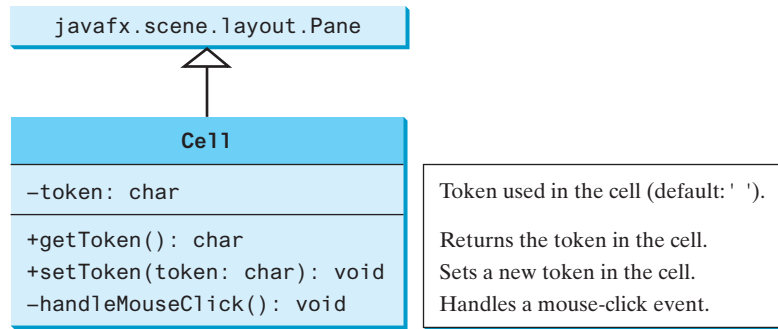 javafx.scene.layout.Pane
Cell
–token: char
Token used in the cell (default: ' ').
+getToken(): char
Returns the token in the cell.
+setToken(token: char): void
Sets a new token in the cell.
–handleMouseClick(): void
Handles a mouse-click event.